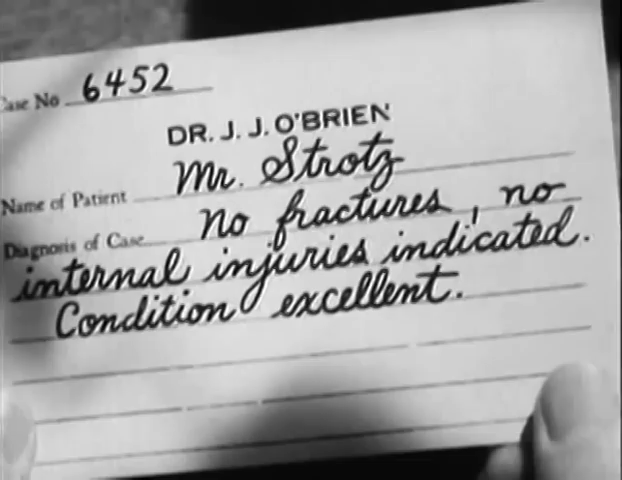 Case No 6452
DR. J. J. O'BRIEN
Name of Patient Mr. Strotz
Diagnosis of Case No fractures, no
internal injuries indicated.
Condition excellent.